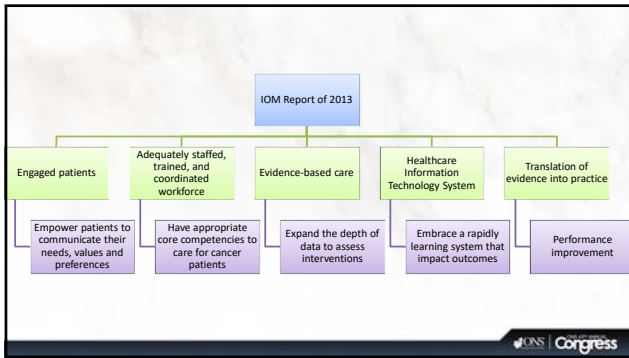 IOM Report of 2013
Engaged patients
Adequately staffed,
trained, and
coordinated
workforce
Evidence-based care
Healthcare
Information
Technology System
Translation of
evidence into practice
Empower patients to
communicate their
needs, values and
preferences
Have appropriate
core competencies to
care for cancer
patients
Expand the depth of
data to assess
interventions
Embrace a rapidly
learning system that
impact outcomes
Performance
improvement
ONS
Congress